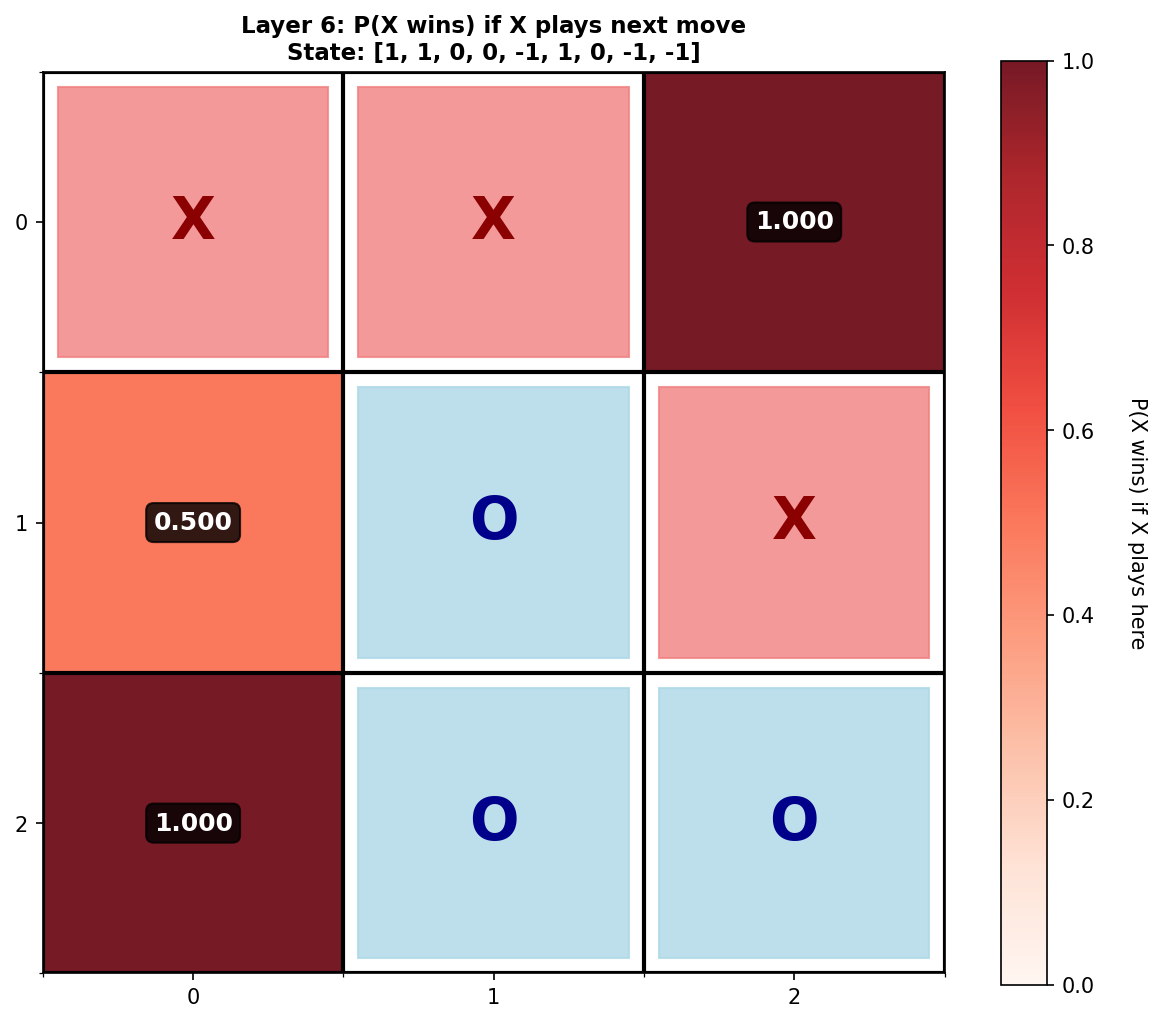 Layer 6: P(X wins) if X plays next move
State: [1, 1, 0, 0, -1, 1, 0, -1, -1]
0
X
X
1.000
1
0.500
O
X
2
1.000
O
O
0
1
2
1.0
0.8
0.6
0.4
0.2
0.0
P(X wins) if X plays here